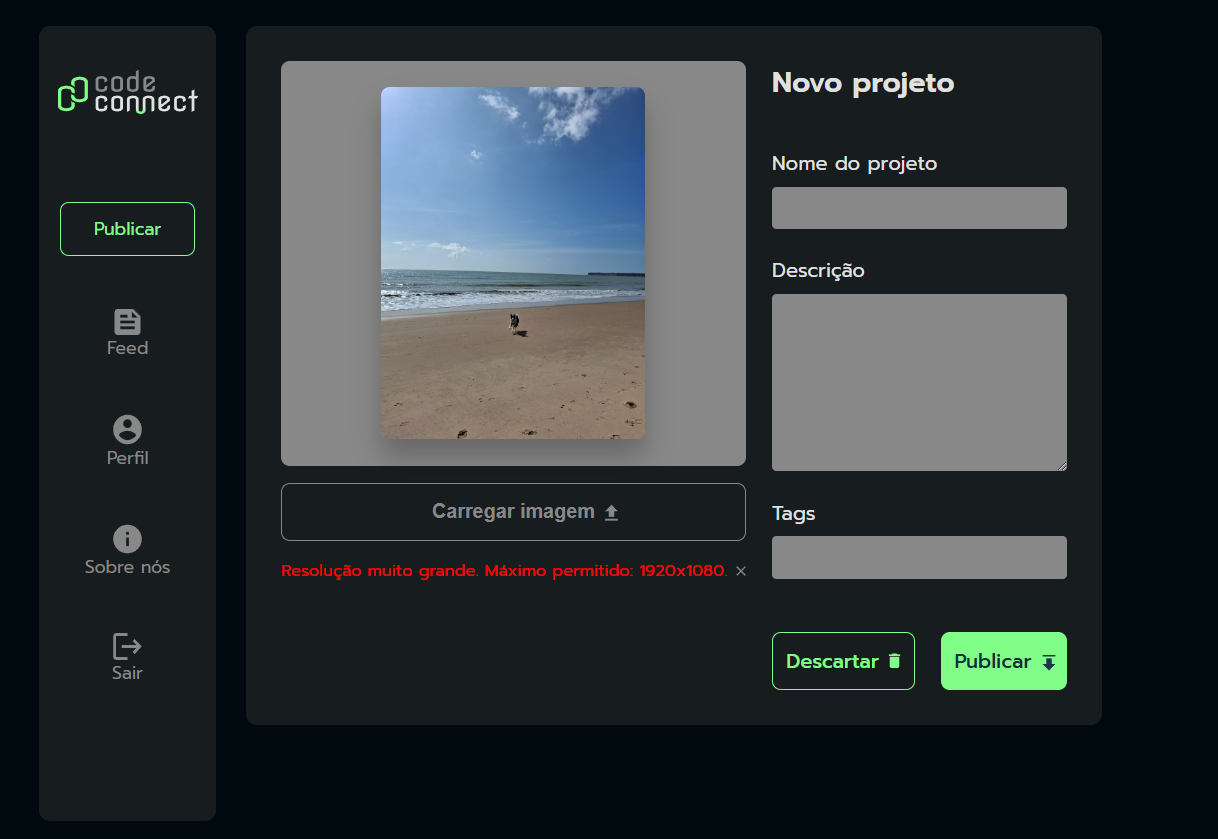 code
connect
Publicar
Feed
Perfil
Sobre nós
Sair
Carregar imagem
Resolução muito grande. Máximo permitido: 1920x1080. ×
Novo projeto
Nome do projeto
Descrição
Tags
Descartar
Publicar